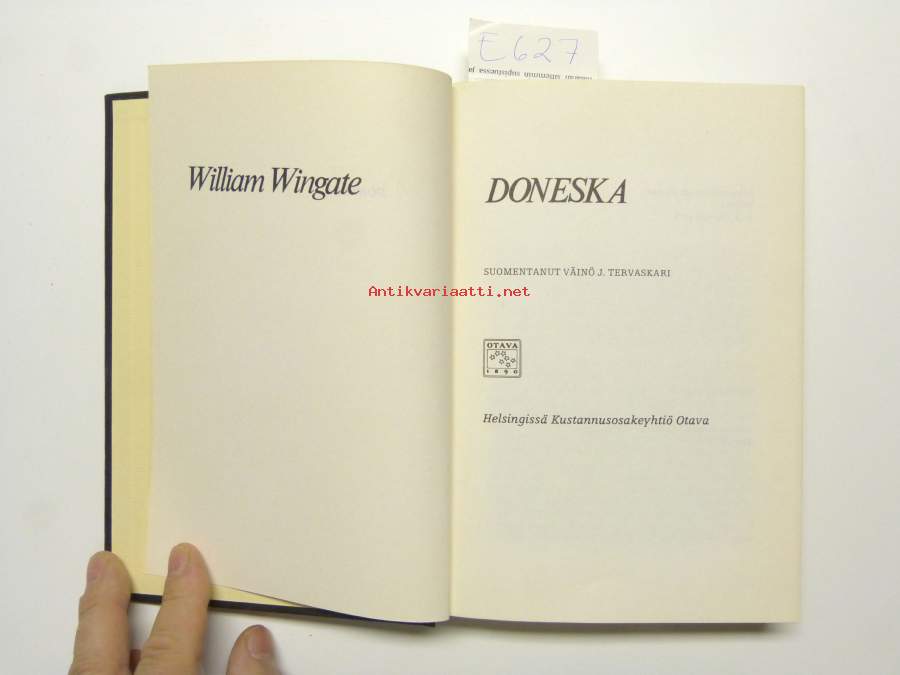 E627
William Wingate
DONESKA
SUOMENTANUT VÄINÖ J. TERVASKARI
Antikvariaatti.net
OTAVA
1890
Helsingissä Kustannusosakeyhtiö Otava